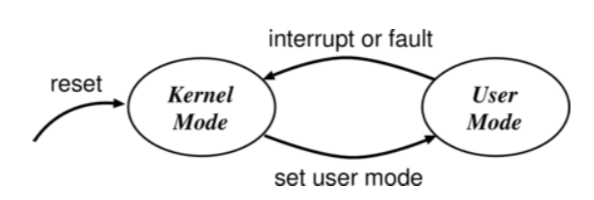 interrupt or fault
reset
Kernel
Mode
User
Mode
set user mode